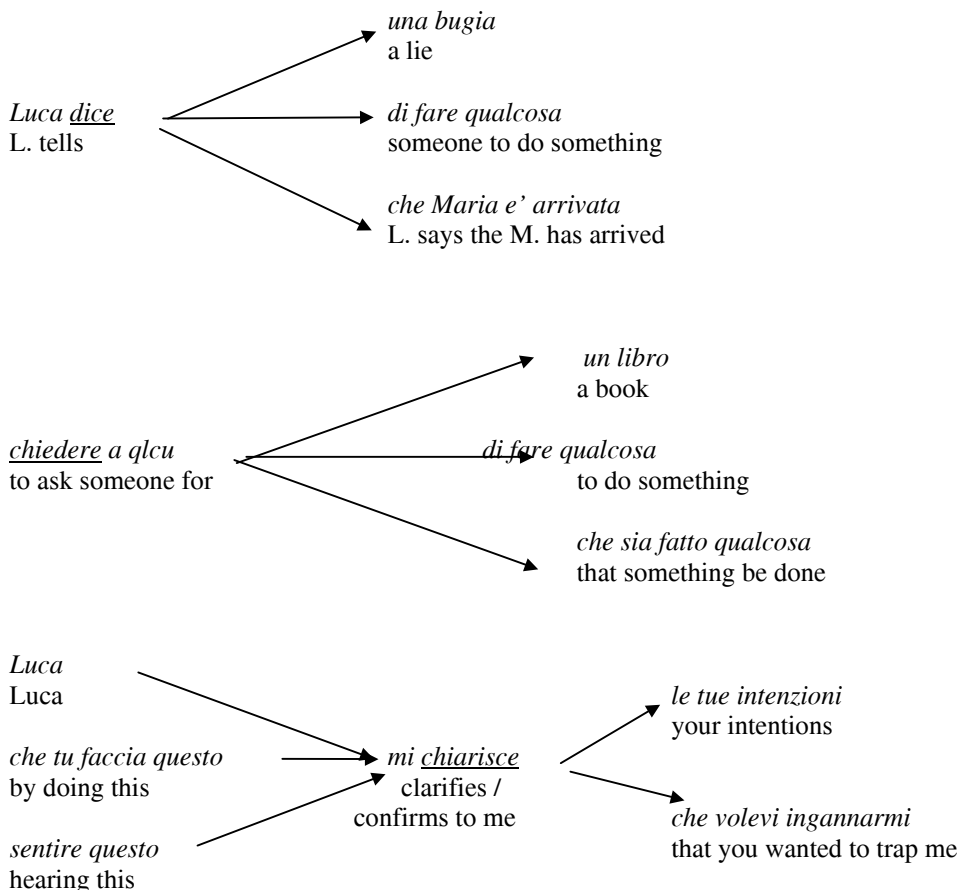 una bugia
a lie
Luca dice
L. tells
di fare qualcosa
someone to do something
che Maria e’ arrivata
L. says the M. has arrived
un libro
a book
chiedere a qlcu
to ask someone for
di fare qualcosa
to do something
che sia fatto qualcosa
that something be done
Luca
Luca
che tu faccia questo
by doing this
sentire questo
hearing this
mi chiarisce
clarifies /
confirms to me
le tue intenzioni
your intentions
che volevi ingannarmi
that you wanted to trap me